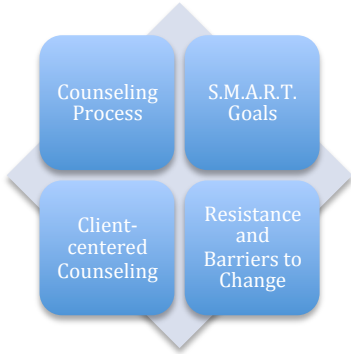 Counseling
Process
S.M.A.R.T.
Goals
Client-
centered
Counseling
Resistance
and
Barriers to
Change